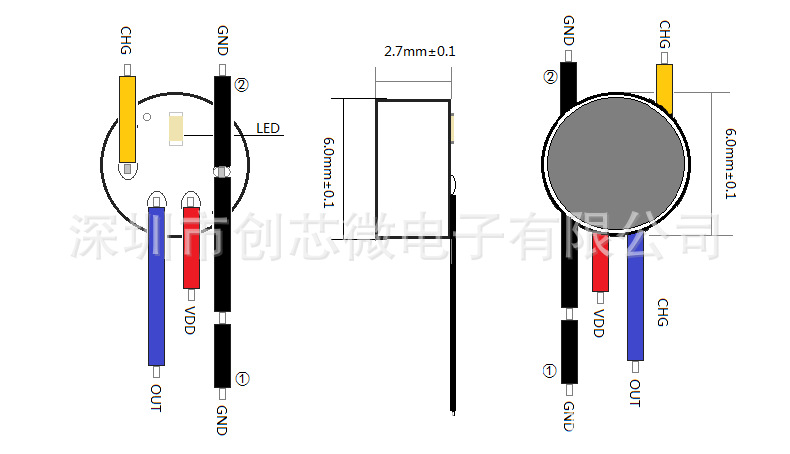 CHG
GND
②
LED
VDD
OUT
①
GND
2.7mm±0.1
6.0mm±0.1
GND
②
CHG
6.0mm±0.1
VDD
CHG
①
OUT
GND
深圳市创芯微电子有限公司